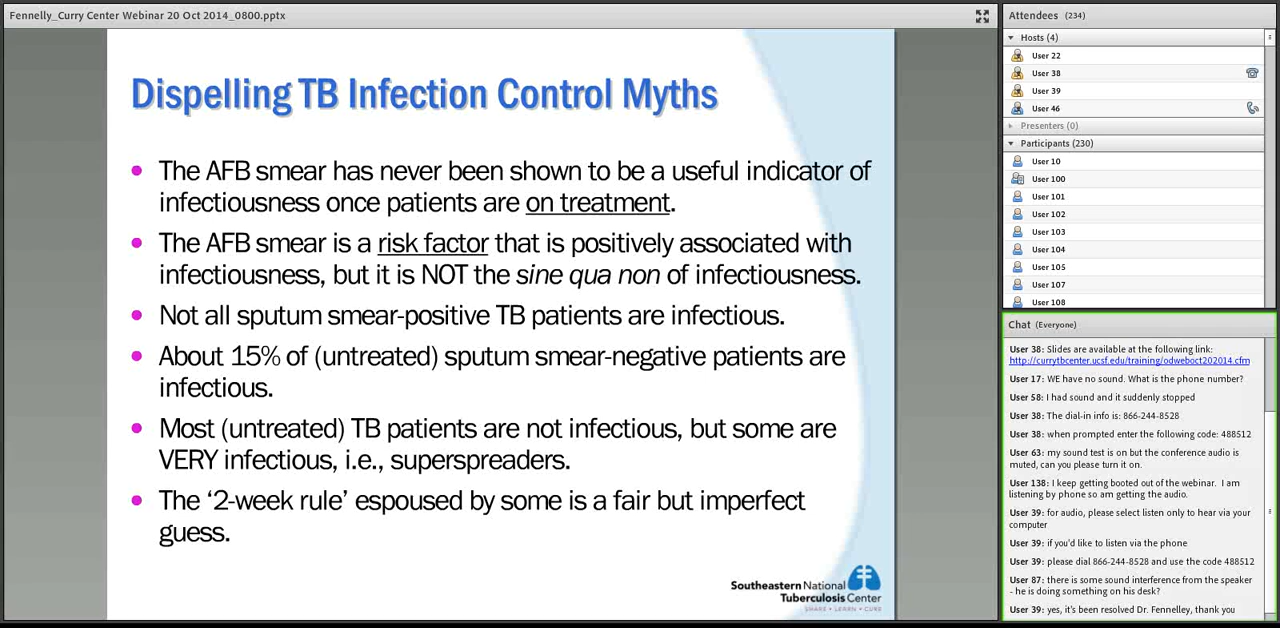 Fennelly_Curry Center Webinar 20 Oct 2014_0800.pptx
Dispelling TB Infection Control Myths
• The AFB smear has never been shown to be a useful indicator of
infectiousness once patients are on treatment.
• The AFB smear is a risk factor that is positively associated with
infectiousness, but it is NOT the sine qua non of infectiousness.
• Not all sputum smear-positive TB patients are infectious.
• About 15% of (untreated) sputum smear-negative patients are
infectious.
• Most (untreated) TB patients are not infectious, but some are
VERY infectious, i.e., superspreaders.
• The ‘2-week rule’ espoused by some is a fair but imperfect
guess.
Southeastern National
Tuberculosis Center
SHARE • LEARN • CURE
Attendees (234)
Hosts (4)
User 22
User 38
User 39
User 46
Presenters (0)
Participants (230)
User 10
User 100
User 101
User 102
User 103
User 104
User 105
User 107
User 108
Chat (Everyone)
User 38: Slides are available at the following link:
http://currytbcenter.ucsf.edu/training/odweboct202014.cfm
User 17: WE have no sound. What is the phone number?
User 58: I had sound and it suddenly stopped
User 38: The dial-in info is: 866-244-8528
User 38: when prompted enter the following code: 488512
User 63: my sound test is on but the conference audio is
muted, can you please turn it on.
User 138: I keep getting booted out of the webinar. I am
listening by phone so am getting the audio.
User 39: for audio, please select listen only to hear via your
computer
User 39: if you'd like to listen via the phone
User 39: please dial 866-244-8528 and use the code 488512
User 87: there is some sound interference from the speaker
- he is doing something on his desk?
User 39: yes, it's been resolved Dr. Fennelley, thank you